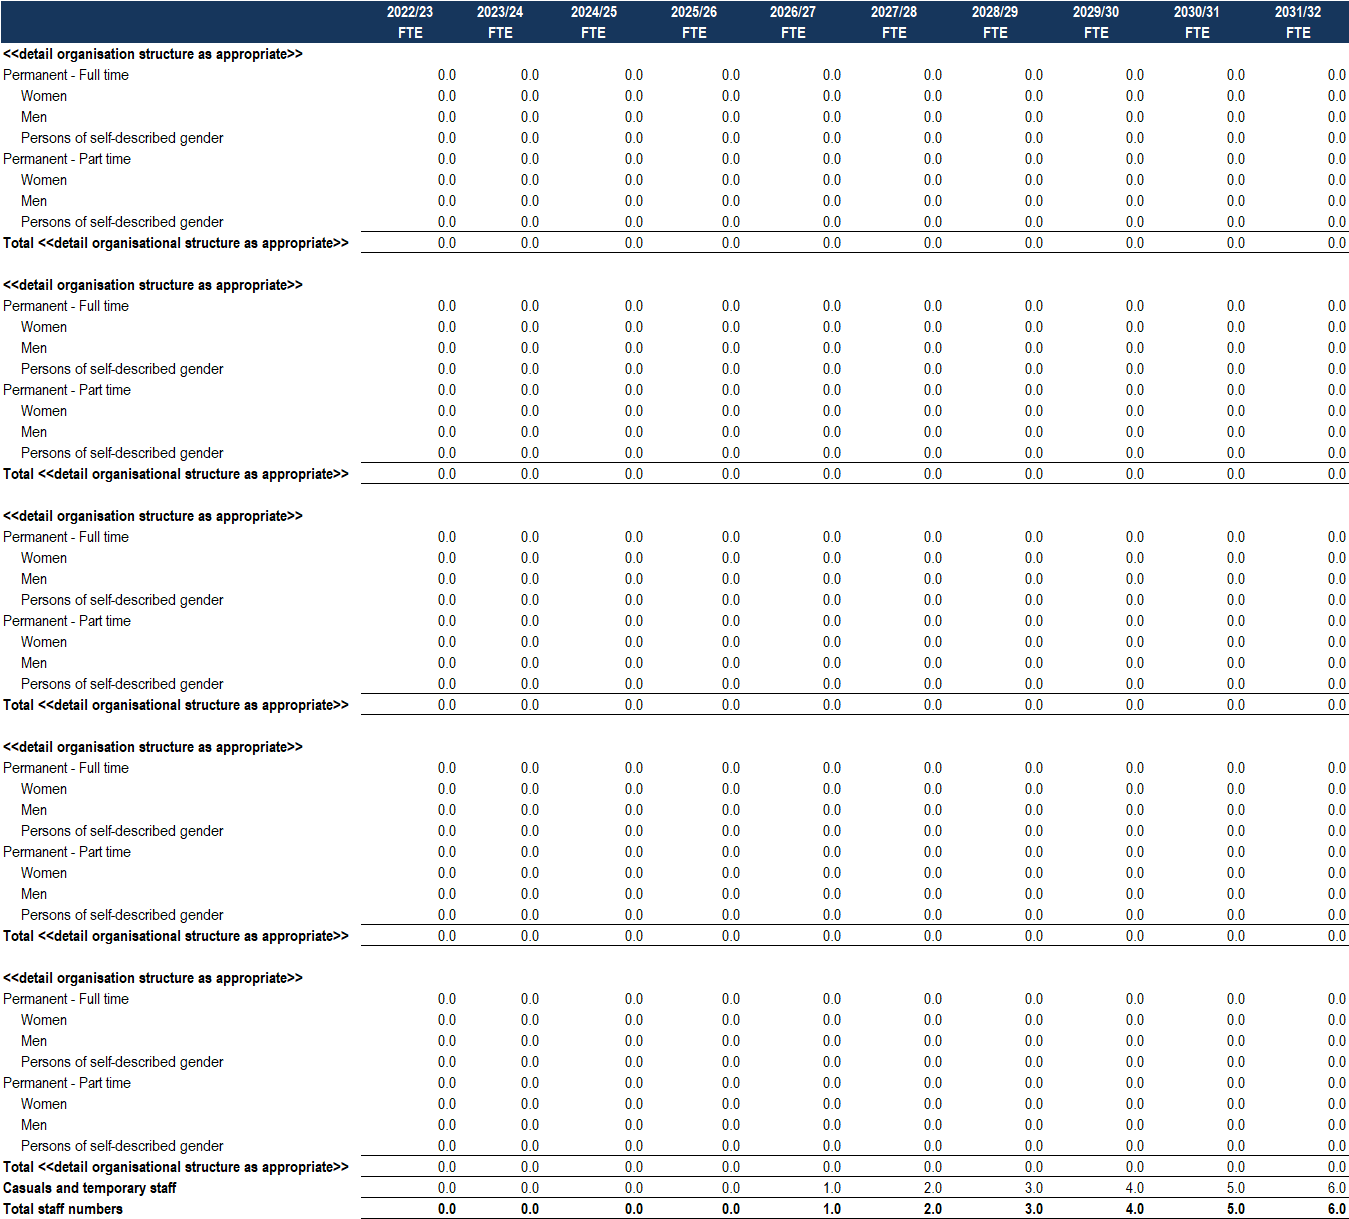 2022/23 2023/24 2024/25 2025/26 2026/27 2027/28 2028/29 2029/30 2030/31 2031/32
FTE FTE FTE FTE FTE FTE FTE FTE FTE FTE
<<detail organisation structure as appropriate>>
Permanent - Full time 0.0 0.0 0.0 0.0 0.0 0.0 0.0 0.0 0.0 0.0
Women 0.0 0.0 0.0 0.0 0.0 0.0 0.0 0.0 0.0 0.0
Men 0.0 0.0 0.0 0.0 0.0 0.0 0.0 0.0 0.0 0.0
Persons of self-described gender 0.0 0.0 0.0 0.0 0.0 0.0 0.0 0.0 0.0 0.0
Permanent - Part time 0.0 0.0 0.0 0.0 0.0 0.0 0.0 0.0 0.0 0.0
Women 0.0 0.0 0.0 0.0 0.0 0.0 0.0 0.0 0.0 0.0
Men 0.0 0.0 0.0 0.0 0.0 0.0 0.0 0.0 0.0 0.0
Persons of self-described gender 0.0 0.0 0.0 0.0 0.0 0.0 0.0 0.0 0.0 0.0
Total <<detail organisational structure as appropriate>> 0.0 0.0 0.0 0.0 0.0 0.0 0.0 0.0 0.0 0.0
<<detail organisation structure as appropriate>>
Permanent - Full time 0.0 0.0 0.0 0.0 0.0 0.0 0.0 0.0 0.0 0.0
Women 0.0 0.0 0.0 0.0 0.0 0.0 0.0 0.0 0.0 0.0
Men 0.0 0.0 0.0 0.0 0.0 0.0 0.0 0.0 0.0 0.0
Persons of self-described gender 0.0 0.0 0.0 0.0 0.0 0.0 0.0 0.0 0.0 0.0
Permanent - Part time 0.0 0.0 0.0 0.0 0.0 0.0 0.0 0.0 0.0 0.0
Women 0.0 0.0 0.0 0.0 0.0 0.0 0.0 0.0 0.0 0.0
Men 0.0 0.0 0.0 0.0 0.0 0.0 0.0 0.0 0.0 0.0
Persons of self-described gender 0.0 0.0 0.0 0.0 0.0 0.0 0.0 0.0 0.0 0.0
Total <<detail organisational structure as appropriate>> 0.0 0.0 0.0 0.0 0.0 0.0 0.0 0.0 0.0 0.0
<<detail organisation structure as appropriate>>
Permanent - Full time 0.0 0.0 0.0 0.0 0.0 0.0 0.0 0.0 0.0 0.0
Women 0.0 0.0 0.0 0.0 0.0 0.0 0.0 0.0 0.0 0.0
Men 0.0 0.0 0.0 0.0 0.0 0.0 0.0 0.0 0.0 0.0
Persons of self-described gender 0.0 0.0 0.0 0.0 0.0 0.0 0.0 0.0 0.0 0.0
Permanent - Part time 0.0 0.0 0.0 0.0 0.0 0.0 0.0 0.0 0.0 0.0
Women 0.0 0.0 0.0 0.0 0.0 0.0 0.0 0.0 0.0 0.0
Men 0.0 0.0 0.0 0.0 0.0 0.0 0.0 0.0 0.0 0.0
Persons of self-described gender 0.0 0.0 0.0 0.0 0.0 0.0 0.0 0.0 0.0 0.0
Total <<detail organisational structure as appropriate>> 0.0 0.0 0.0 0.0 0.0 0.0 0.0 0.0 0.0 0.0
<<detail organisation structure as appropriate>>
Permanent - Full time 0.0 0.0 0.0 0.0 0.0 0.0 0.0 0.0 0.0 0.0
Women 0.0 0.0 0.0 0.0 0.0 0.0 0.0 0.0 0.0 0.0
Men 0.0 0.0 0.0 0.0 0.0 0.0 0.0 0.0 0.0 0.0
Persons of self-described gender 0.0 0.0 0.0 0.0 0.0 0.0 0.0 0.0 0.0 0.0
Permanent - Part time 0.0 0.0 0.0 0.0 0.0 0.0 0.0 0.0 0.0 0.0
Women 0.0 0.0 0.0 0.0 0.0 0.0 0.0 0.0 0.0 0.0
Men 0.0 0.0 0.0 0.0 0.0 0.0 0.0 0.0 0.0 0.0
Persons of self-described gender 0.0 0.0 0.0 0.0 0.0 0.0 0.0 0.0 0.0 0.0
Total <<detail organisational structure as appropriate>> 0.0 0.0 0.0 0.0 0.0 0.0 0.0 0.0 0.0 0.0
<<detail organisation structure as appropriate>>
Permanent - Full time 0.0 0.0 0.0 0.0 0.0 0.0 0.0 0.0 0.0 0.0
Women 0.0 0.0 0.0 0.0 0.0 0.0 0.0 0.0 0.0 0.0
Men 0.0 0.0 0.0 0.0 0.0 0.0 0.0 0.0 0.0 0.0
Persons of self-described gender 0.0 0.0 0.0 0.0 0.0 0.0 0.0 0.0 0.0 0.0
Permanent - Part time 0.0 0.0 0.0 0.0 0.0 0.0 0.0 0.0 0.0 0.0
Women 0.0 0.0 0.0 0.0 0.0 0.0 0.0 0.0 0.0 0.0
Men 0.0 0.0 0.0 0.0 0.0 0.0 0.0 0.0 0.0 0.0
Persons of self-described gender 0.0 0.0 0.0 0.0 0.0 0.0 0.0 0.0 0.0 0.0
Total <<detail organisational structure as appropriate>> 0.0 0.0 0.0 0.0 0.0 0.0 0.0 0.0 0.0 0.0
Casuals and temporary staff 0.0 0.0 0.0 0.0 1.0 2.0 3.0 4.0 5.0 6.0
Total staff numbers 0.0 0.0 0.0 0.0 1.0 2.0 3.0 4.0 5.0 6.0